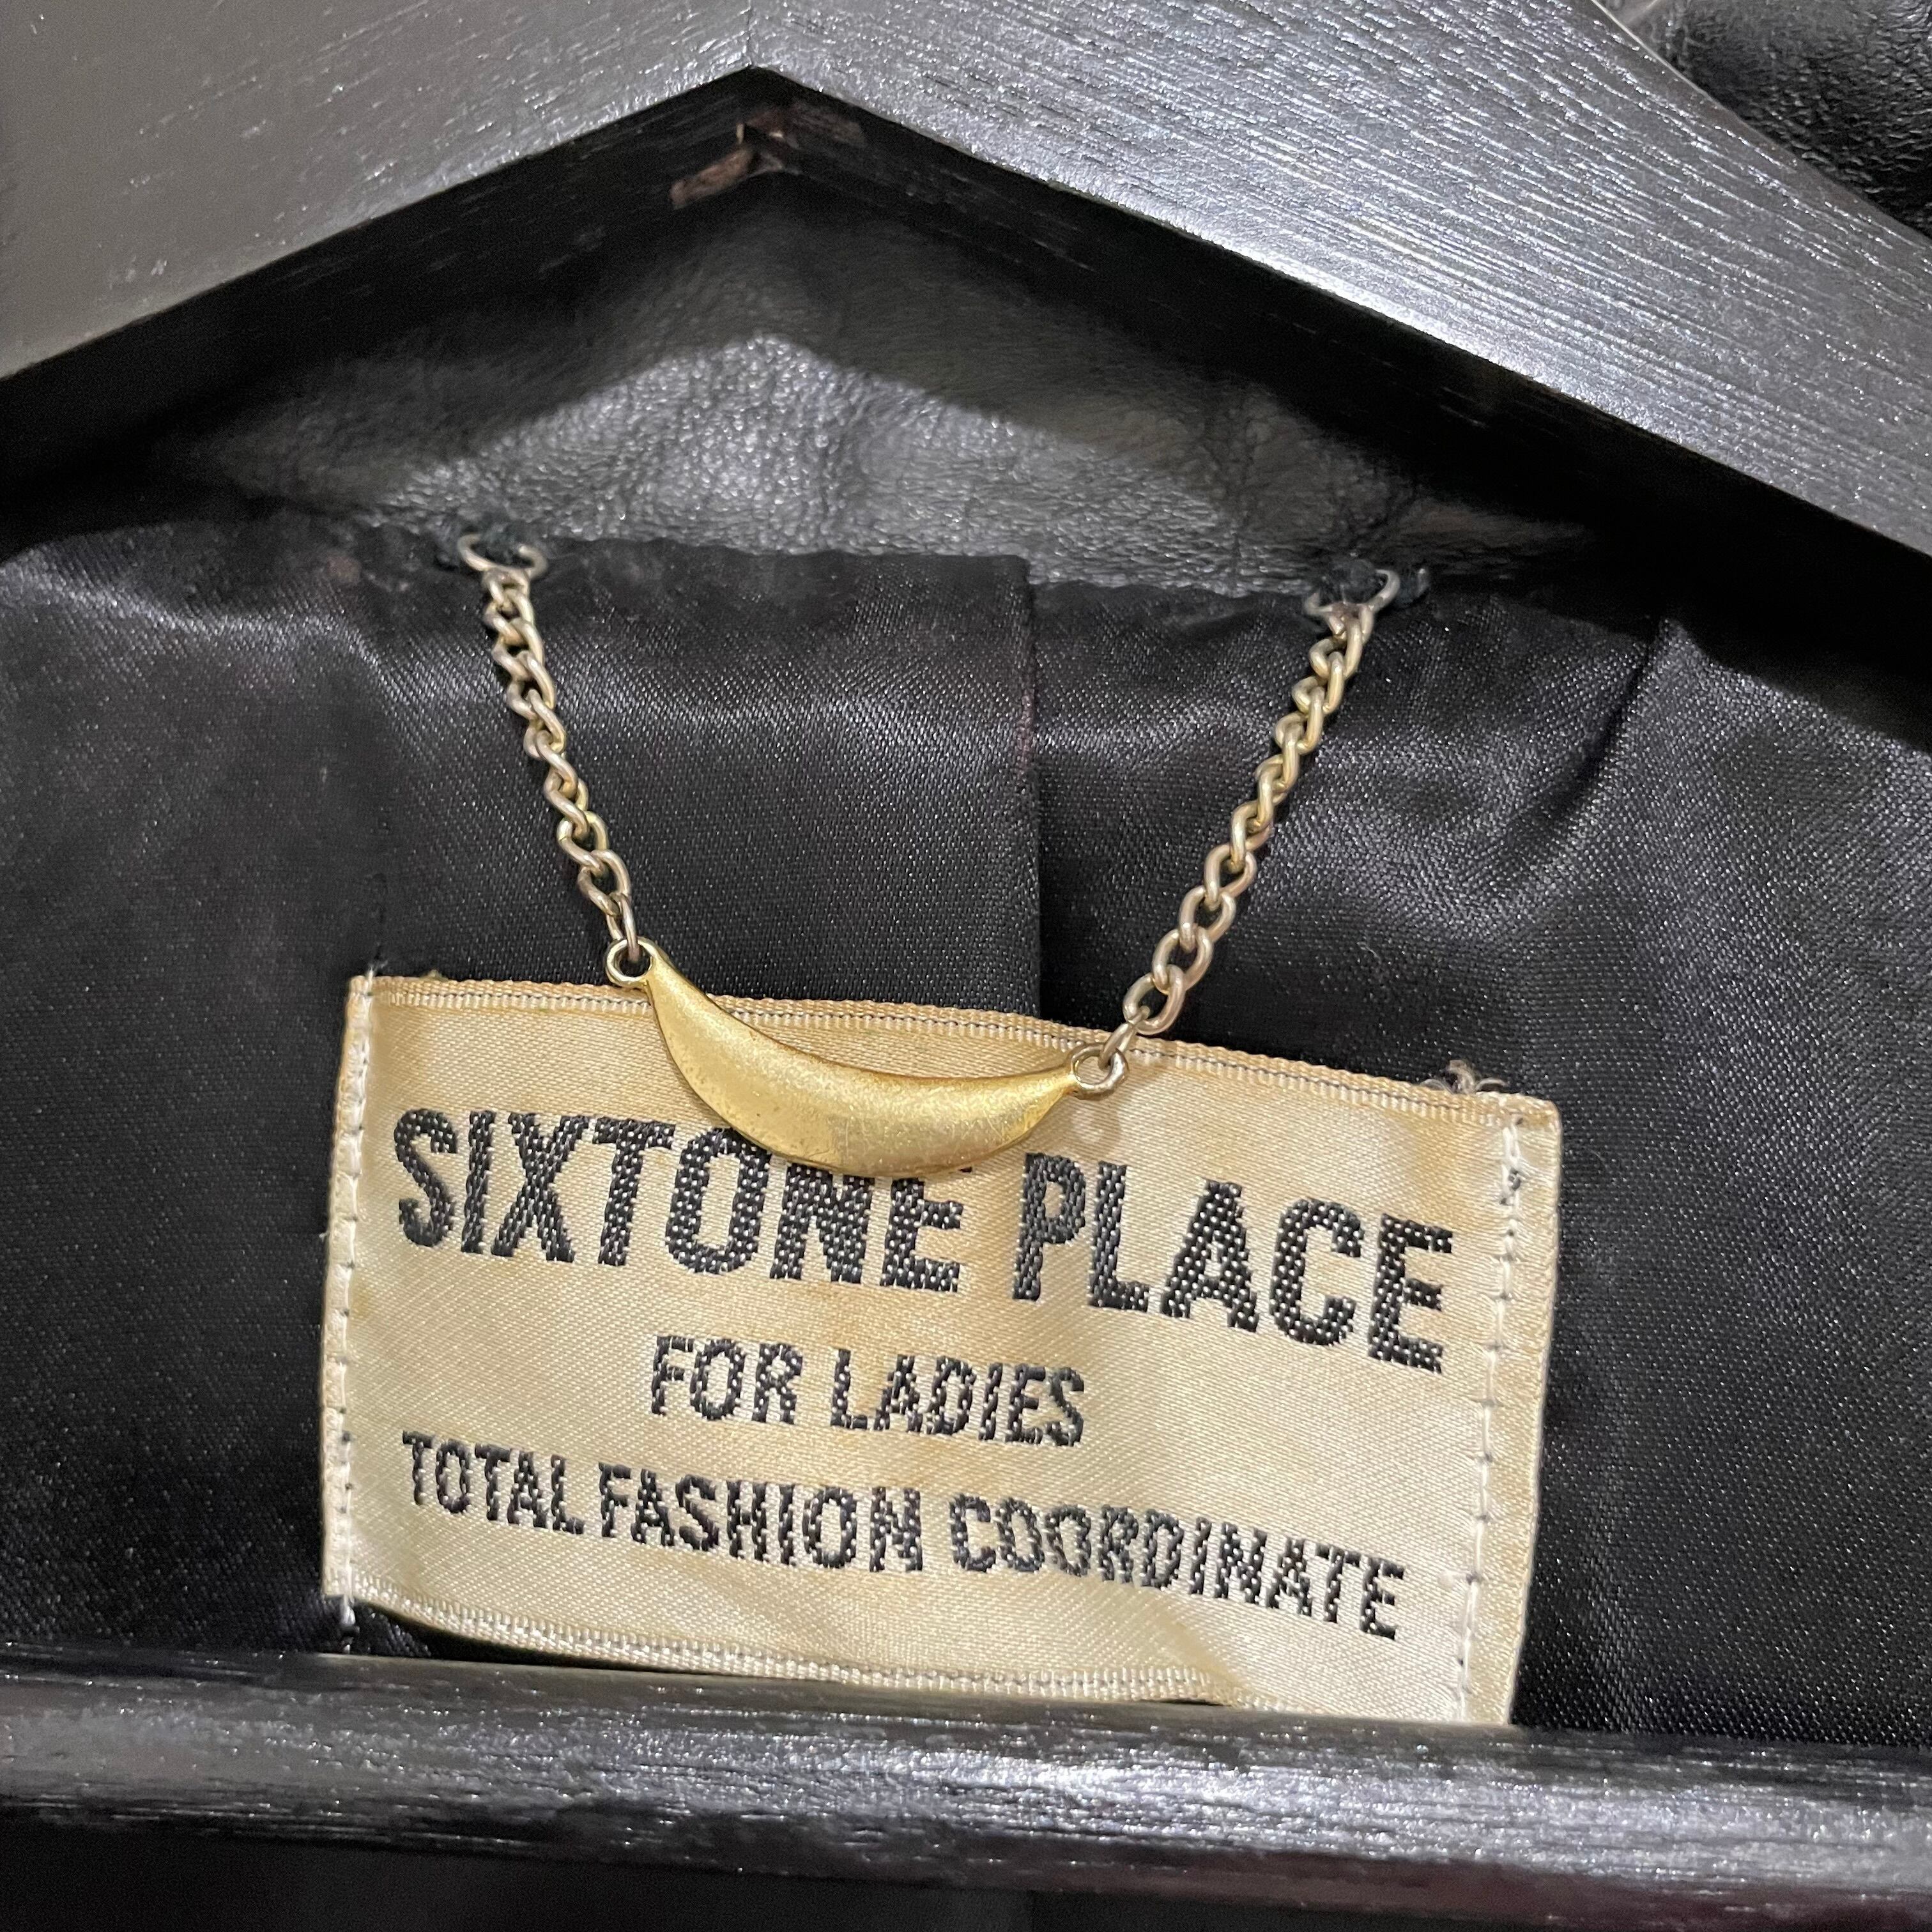 SIXTONE PLACE
FOR LADIES
TOTAL FASHION COORDINATE